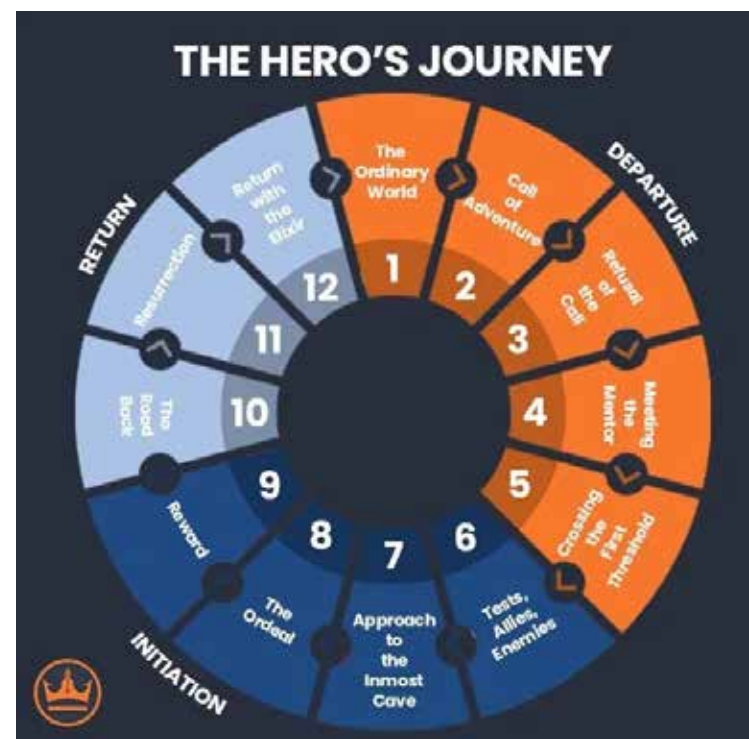 THE HERO'S JOURNEY
DEPARTURE
INITIATION
RETURN
1
The
Ordinary
World
2
Call
of
Adventure
3
Refusal
of
the
Call
4
Meeting
the
Mentor
5
Crossing
the
First
Threshold
6
Tests,
Allies,
Enemies
7
Approach
to
the
Inmost
Cave
8
The
Ordeal
9
Reward
10
The
Road
Back
11
Resurrection
12
Return
with
the
Elixir